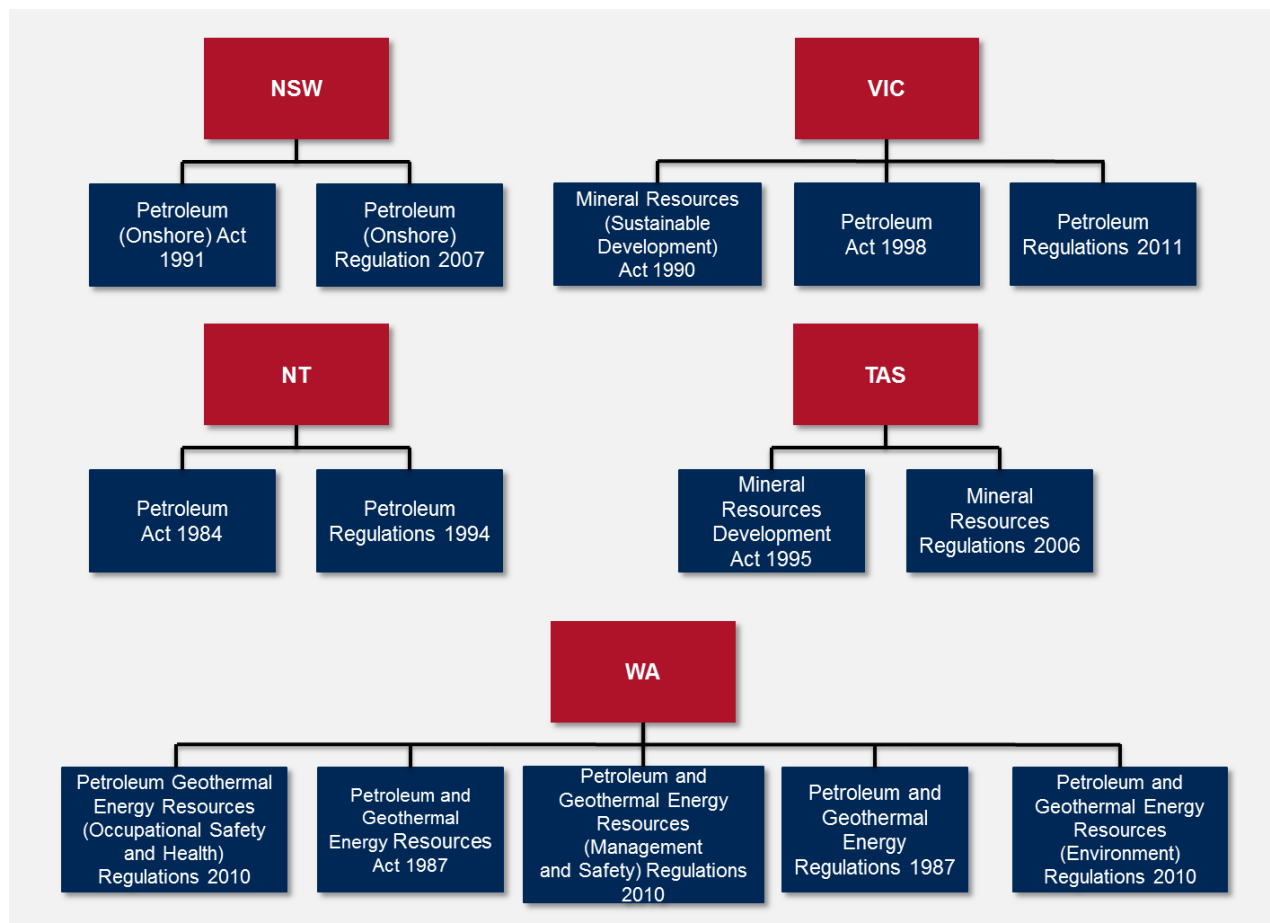 NSW
Petroleum
(Onshore) Act
1991
Petroleum
(Onshore)
Regulation 2007
VIC
Mineral Resources
(Sustainable
Development)
Act 1990
Petroleum
Act 1998
Petroleum
Regulations 2011
NT
Petroleum
Act 1984
Petroleum
Regulations 1994
TAS
Mineral
Resources
Development
Act 1995
Mineral
Resources
Regulations 2006
WA
Petroleum Geothermal
Energy Resources
(Occupational Safety
and Health)
Regulations 2010
Petroleum and
Geothermal
Energy Resources
Act 1987
Petroleum and
Geothermal Energy
Resources
(Management
and Safety) Regulations
2010
Petroleum and
Geothermal
Energy
Regulations 1987
Petroleum and
Geothermal Energy
Resources
(Environment)
Regulations 2010